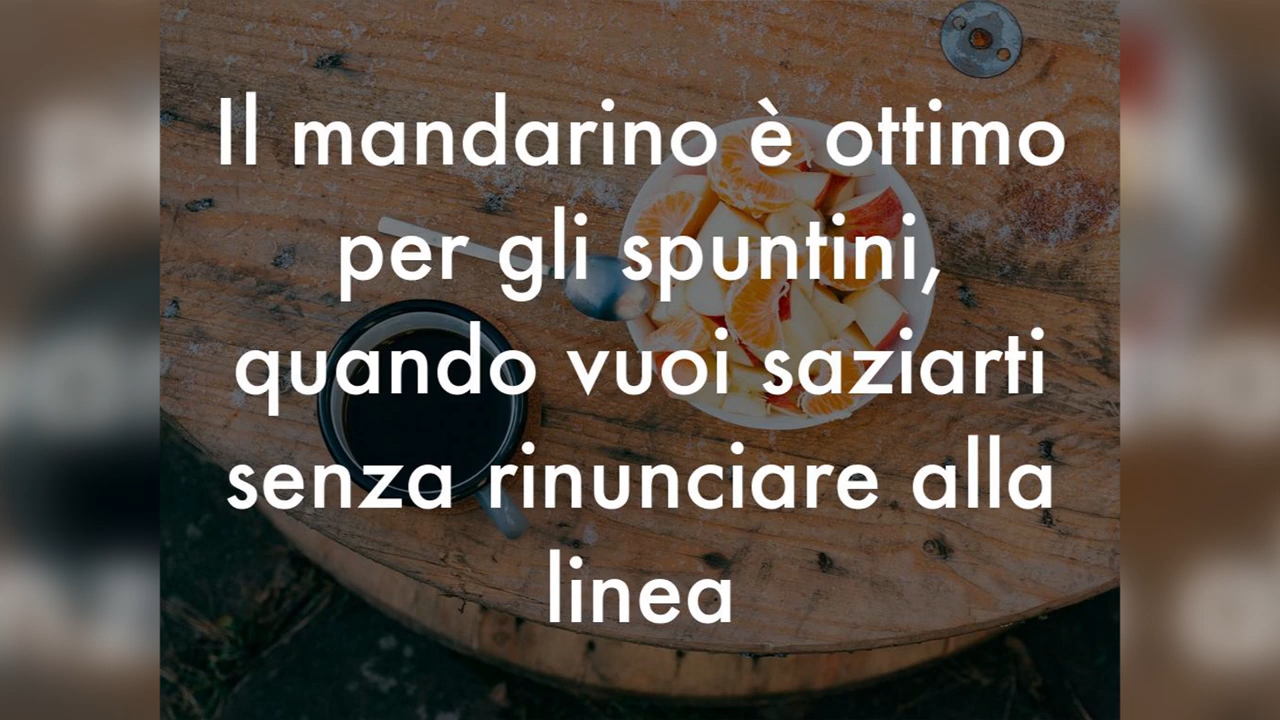 Il mandarino è ottimo
per gli spuntini,
quando vuoi saziarti
senza rinunciare alla
linea